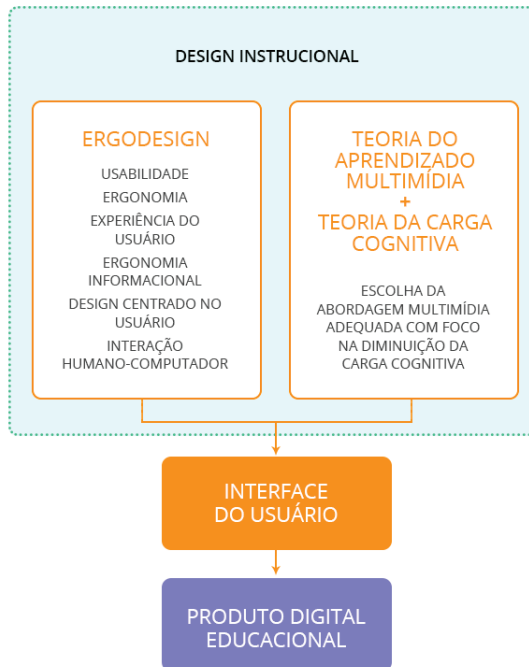 DESIGN INSTRUCIONAL
ERGODESIGN
USABILIDADE
ERGONOMIA
EXPERIÊNCIA DO
USUÁRIO
ERGONOMIA
INFORMACIONAL
DESIGN CENTRADO NO
USUÁRIO
INTERAÇÃO
HUMANO-COMPUTADOR
TEORIA DO
APRENDIZADO
MULTIMÍDIA
+
TEORIA DA CARGA
COGNITIVA
ESCOLHA DA
ABORDAGEM MULTIMÍDIA
ADEQUADA COM FOCO
NA DIMINUIÇÃO DA
CARGA COGNITIVA
INTERFACE
DO USUÁRIO
PRODUTO DIGITAL
EDUCACIONAL